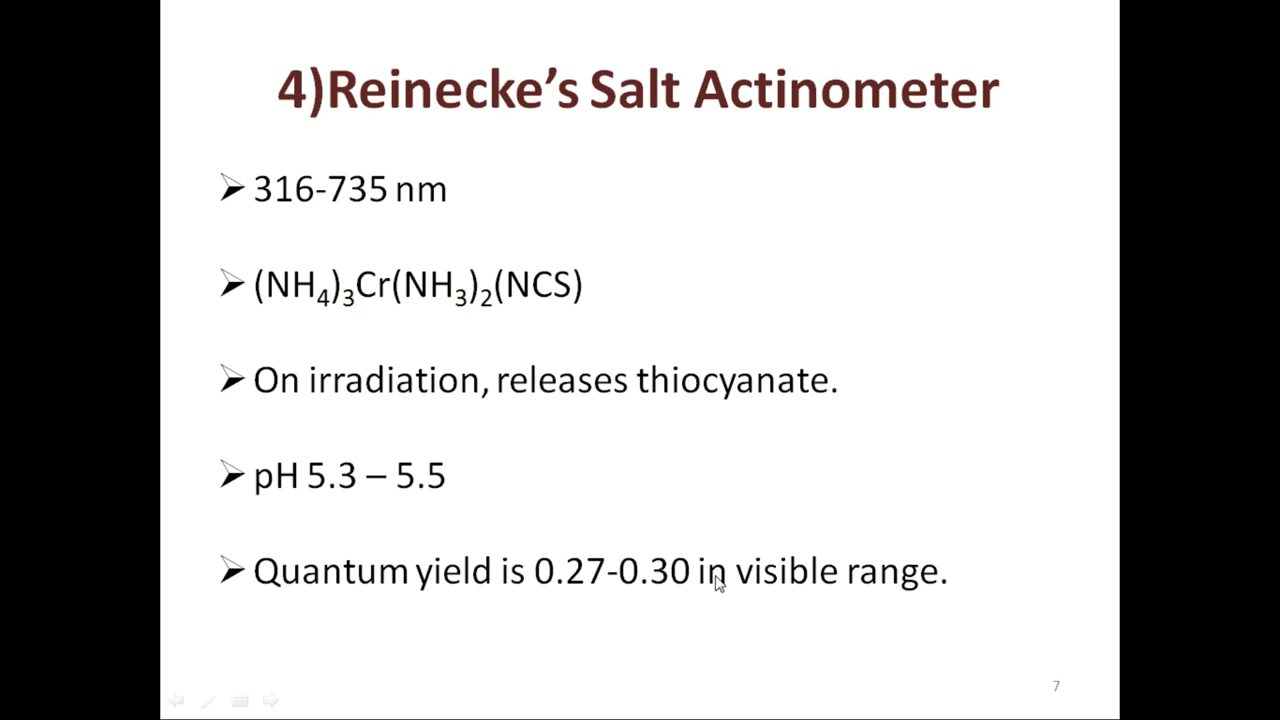 4)Reinecke’s Salt Actinometer
➢ 316-735 nm
➢ (NH₄)₃Cr(NH₃)₂(NCS)
➢ On irradiation, releases thiocyanate.
➢ pH 5.3 – 5.5
➢ Quantum yield is 0.27-0.30 in visible range.
7